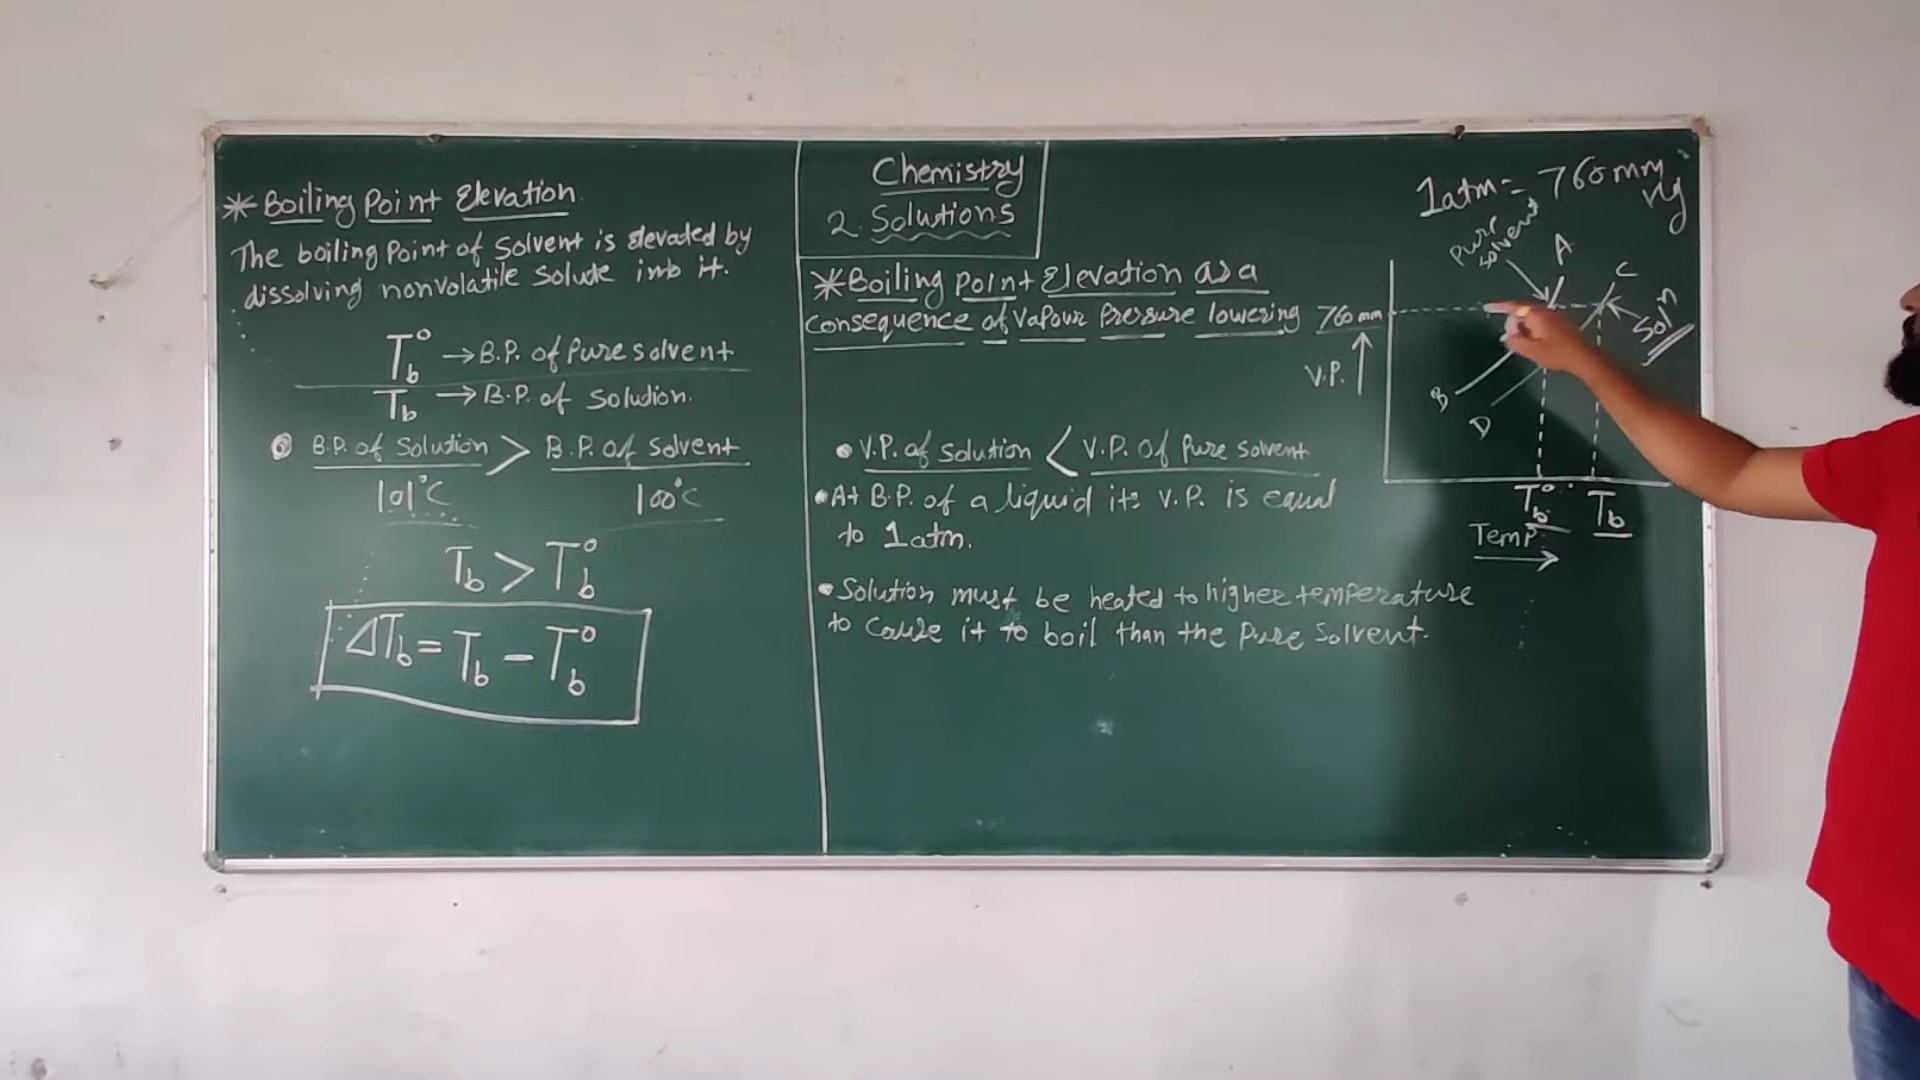 * Boiling Point Elevation
The boiling Point of Solvent is elevated by
dissolving nonvolatile Solute into it.
T°b → B.P. of Pure solvent
Tb → B.P. of Solution.
B.P. of Solution > B.P. of Solvent
101°C 100°C
Tb > T°b
ΔTb = Tb − T°b
Chemistry
2. Solutions
* Boiling point Elevation as a
consequence of Vapour Pressure lowering
• V.P. of solution < V.P. of Pure solvent
• At B.P. of a liquid its V.P. is equal
to 1atm.
• Solution must be heated to higher temperature
to cause it to boil than the Pure Solvent.
1atm = 760mm
Hg
Pure
solvent
A
C
760 mm
Solⁿ
V.P. ↑
B
D
T°b Tb
Temp.